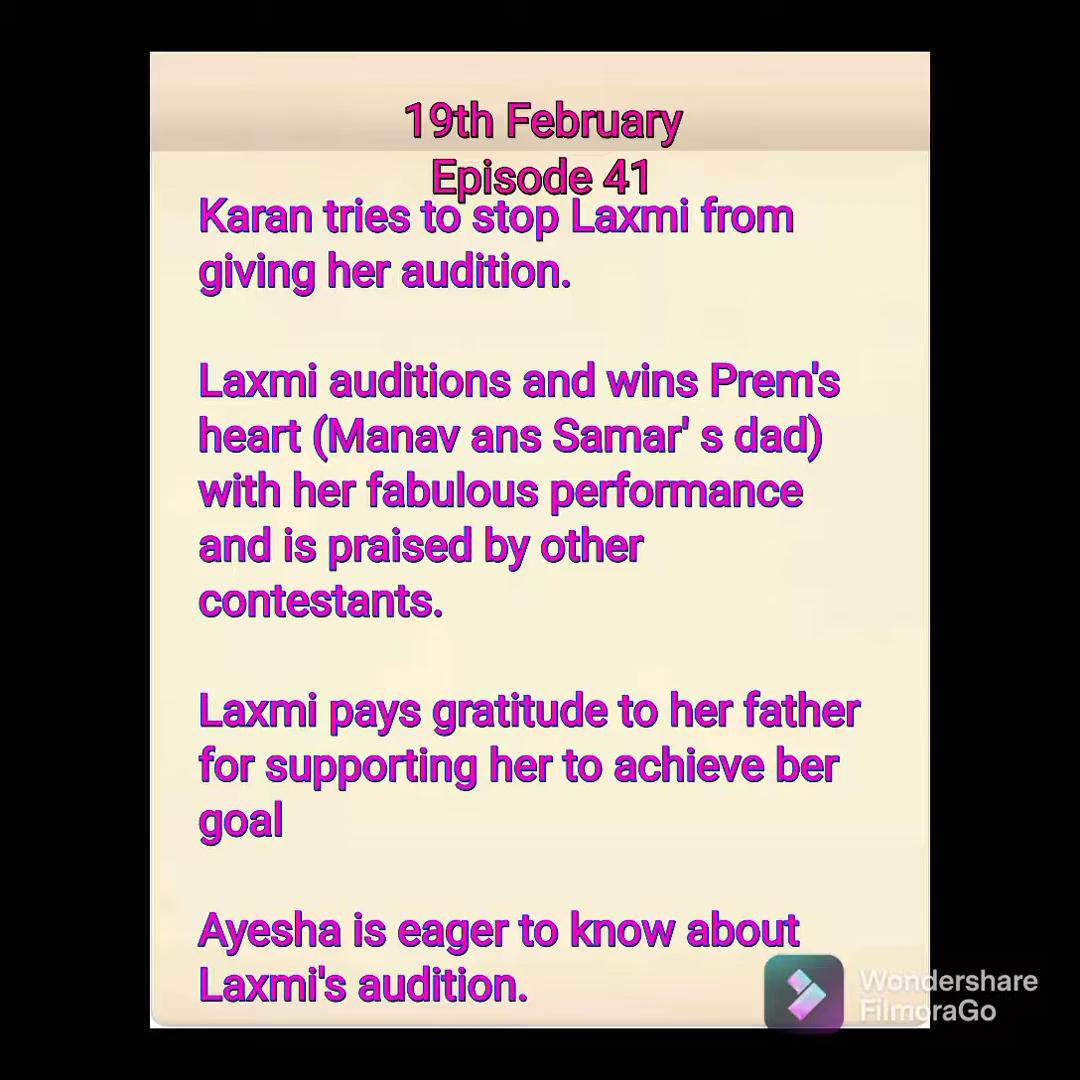 19th February
Episode 41
Karan tries to stop Laxmi from
giving her audition.
Laxmi auditions and wins Prem's
heart (Manav ans Samar' s dad)
with her fabulous performance
and is praised by other
contestants.
Laxmi pays gratitude to her father
for supporting her to achieve ber
goal
Ayesha is eager to know about
Laxmi's audition.
Wondershare
FilmoraGo